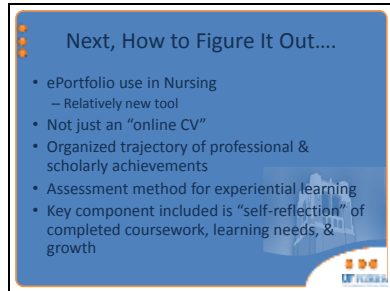 Next, How to Figure It Out....
• ePortfolio use in Nursing
– Relatively new tool
• Not just an “online CV”
• Organized trajectory of professional &
scholarly achievements
• Assessment method for experiential learning
• Key component included is “self-reflection” of
completed coursework, learning needs, &
growth
UF FLORIDA